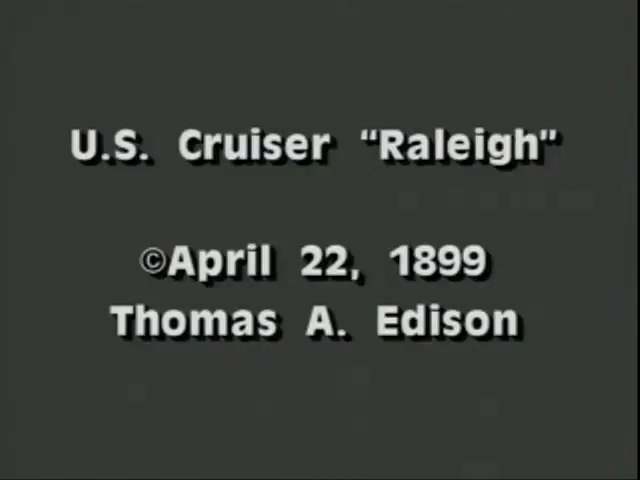 U.S. Cruiser “Raleigh”
©April 22, 1899
Thomas A. Edison